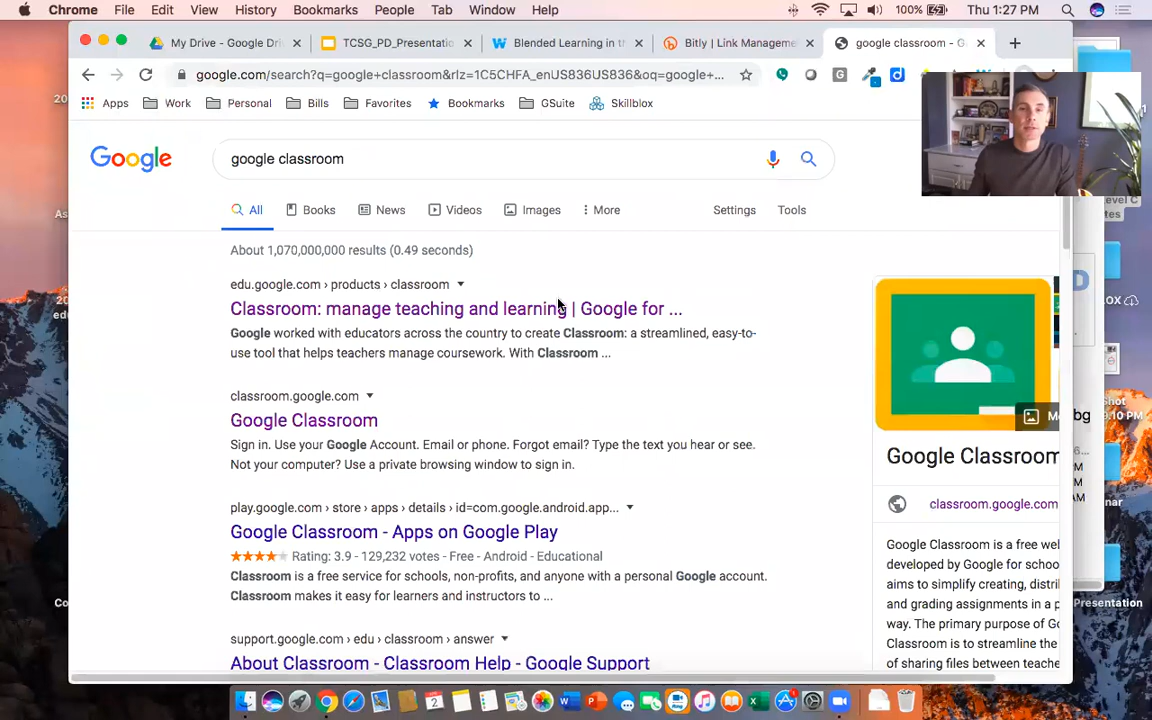 Chrome File Edit View History Bookmarks People Tab Window Help 100% Thu 1:27 PM
My Drive - Google Dri TCSG_PD_Presentatio Blended Learning in t Bitly | Link Manageme google classroom - G
google.com/search?q=google+classroom&rlz=1C5CHFA_enUS836US836&oq=google+...
Apps Work Personal Bills Favorites Bookmarks GSuite Skillblox
Google google classroom
All Books News Videos Images More Settings Tools
About 1,070,000,000 results (0.49 seconds)
edu.google.com › products › classroom
Classroom: manage teaching and learning | Google for ...
Google worked with educators across the country to create Classroom: a streamlined, easy-to-
use tool that helps teachers manage coursework. With Classroom ...
classroom.google.com
Google Classroom
Sign in. Use your Google Account. Email or phone. Forgot email? Type the text you hear or see.
Not your computer? Use a private browsing window to sign in.
play.google.com › store › apps › details › id=com.google.android.app...
Google Classroom - Apps on Google Play
Rating: 3.9 - 129,232 votes - Free - Android - Educational
Classroom is a free service for schools, non-profits, and anyone with a personal Google account.
Classroom makes it easy for learners and instructors to ...
support.google.com › edu › classroom › answer
About Classroom - Classroom Help - Google Support
Google Classroom
classroom.google.com
Google Classroom is a free wel
developed by Google for schoo
aims to simplify creating, distri
and grading assignments in a p
way. The primary purpose of Go
Classroom is to streamline the
of sharing files between teache
Presentation